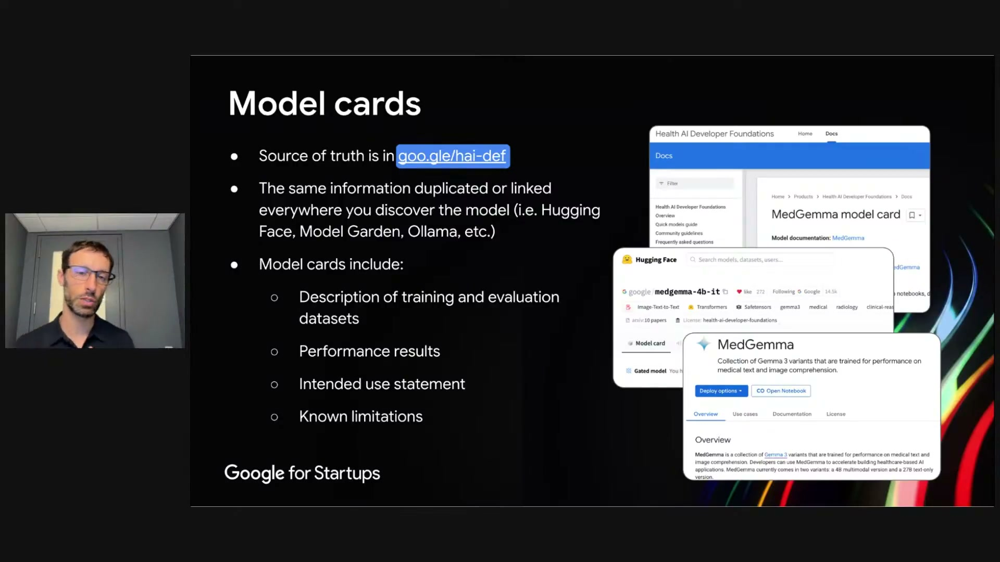 Model cards
● Source of truth is in goo.gle/hai-def
● The same information duplicated or linked
everywhere you discover the model (i.e. Hugging
Face, Model Garden, Ollama, etc.)
● Model cards include:
○ Description of training and evaluation
datasets
○ Performance results
○ Intended use statement
○ Known limitations
Google for Startups
Health AI Developer Foundations Home Docs
Docs
Filter
Health AI Developer Foundations
Overview
Quick models guide
Community guidelines
Frequently asked questions
Home > Products > Health AI Developer Foundations > Docs
MedGemma model card
Model documentation: MedGemma
edGemma
notebooks, d
Hugging Face Search models, datasets, users...
google/medgemma-4b-it like 272 Following Google 14.5k
Image-Text-to-Text Transformers Safetensors gemma3 medical radiology clinical-reas
arxiv:10 papers License: health-ai-developer-foundations
Model card
Gated model You h
MedGemma
Collection of Gemma 3 variants that are trained for performance on
medical text and image comprehension.
Deploy options Open Notebook
Overview Use cases Documentation License
Overview
MedGemma is a collection of Gemma 3 variants that are trained for performance on medical text and
image comprehension. Developers can use MedGemma to accelerate building healthcare-based AI
applications. MedGemma currently comes in two variants: a 4B multimodal version and a 27B text-only
version.